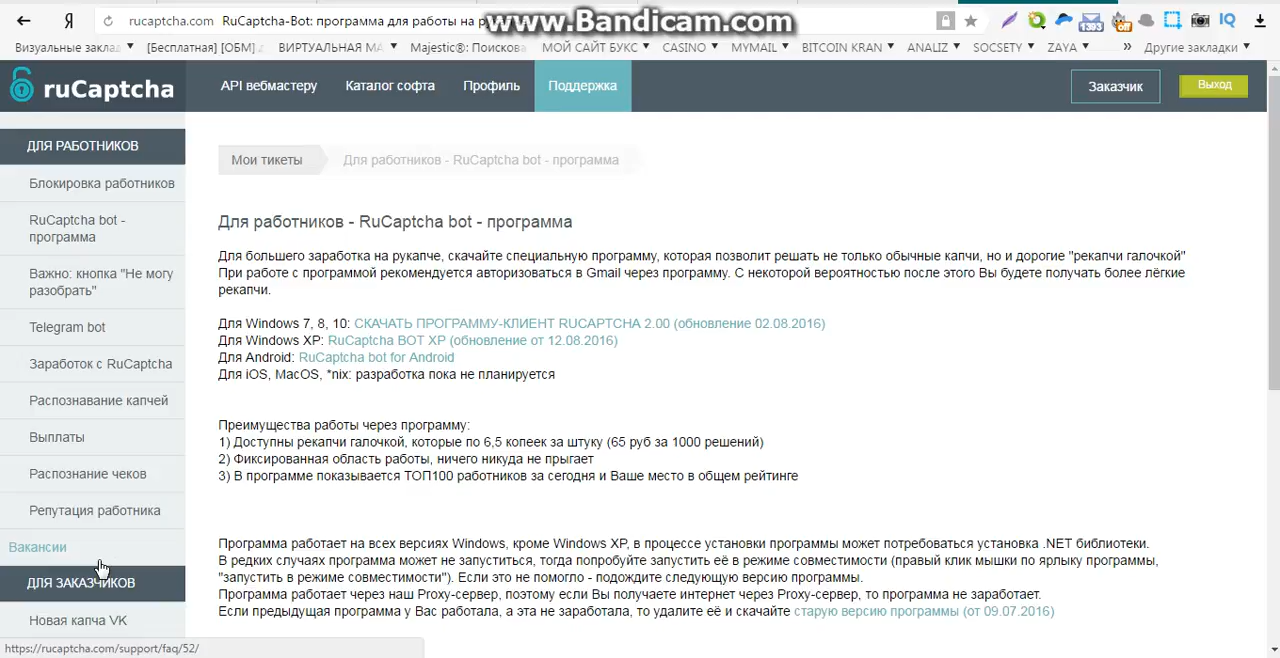 Я rucaptcha.com RuCaptcha-Bot: программа для работы на р
www.Bandicam.com
1393 off IQ
Визуальные заклад [Бесплатная] [ОБМ] ВИРТУАЛЬНАЯ МА Majestic®: Поискова МОЙ САЙТ БУКС CASINO MYMAIL BITCOIN KRAN ANALIZ SOCSETY ZAYA » Другие закладки
ruCaptcha API вебмастеру Каталог софта Профиль Поддержка Заказчик Выход
ДЛЯ РАБОТНИКОВ
Блокировка работников
RuCaptcha bot -
программа
Важно: кнопка "Не могу
разобрать"
Telegram bot
Заработок с RuCaptcha
Распознавание капчей
Выплаты
Распознание чеков
Репутация работника
Вакансии
ДЛЯ ЗАКАЗЧИКОВ
Новая капча VK
https://rucaptcha.com/support/faq/52/
Мои тикеты Для работников - RuCaptcha bot - программа
Для работников - RuCaptcha bot - программа
Для большего заработка на рукапче, скачайте специальную программу, которая позволит решать не только обычные капчи, но и дорогие "рекапчи галочкой"
При работе с программой рекомендуется авторизоваться в Gmail через программу. С некоторой вероятностью после этого Вы будете получать более лёгкие
рекапчи.
Для Windows 7, 8, 10: СКАЧАТЬ ПРОГРАММУ-КЛИЕНТ RUCAPTCHA 2.00 (обновление 02.08.2016)
Для Windows XP: RuCaptcha BOT XP (обновление от 12.08.2016)
Для Android: RuCaptcha bot for Android
Для iOS, MacOS, *nix: разработка пока не планируется
Преимущества работы через программу:
1) Доступны рекапчи галочкой, которые по 6,5 копеек за штуку (65 руб за 1000 решений)
2) Фиксированная область работы, ничего никуда не прыгает
3) В программе показывается ТОП100 работников за сегодня и Ваше место в общем рейтинге
Программа работает на всех версиях Windows, кроме Windows XP, в процессе установки программы может потребоваться установка .NET библиотеки.
В редких случаях программа может не запуститься, тогда попробуйте запустить её в режиме совместимости (правый клик мышки по ярлыку программы,
"запустить в режиме совместимости"). Если это не помогло - подождите следующую версию программы.
Программа работает через наш Proxy-сервер, поэтому если Вы получаете интернет через Proxy-сервер, то программа не заработает.
Если предыдущая программа у Вас работала, а эта не заработала, то удалите её и скачайте старую версию программы (от 09.07.2016)